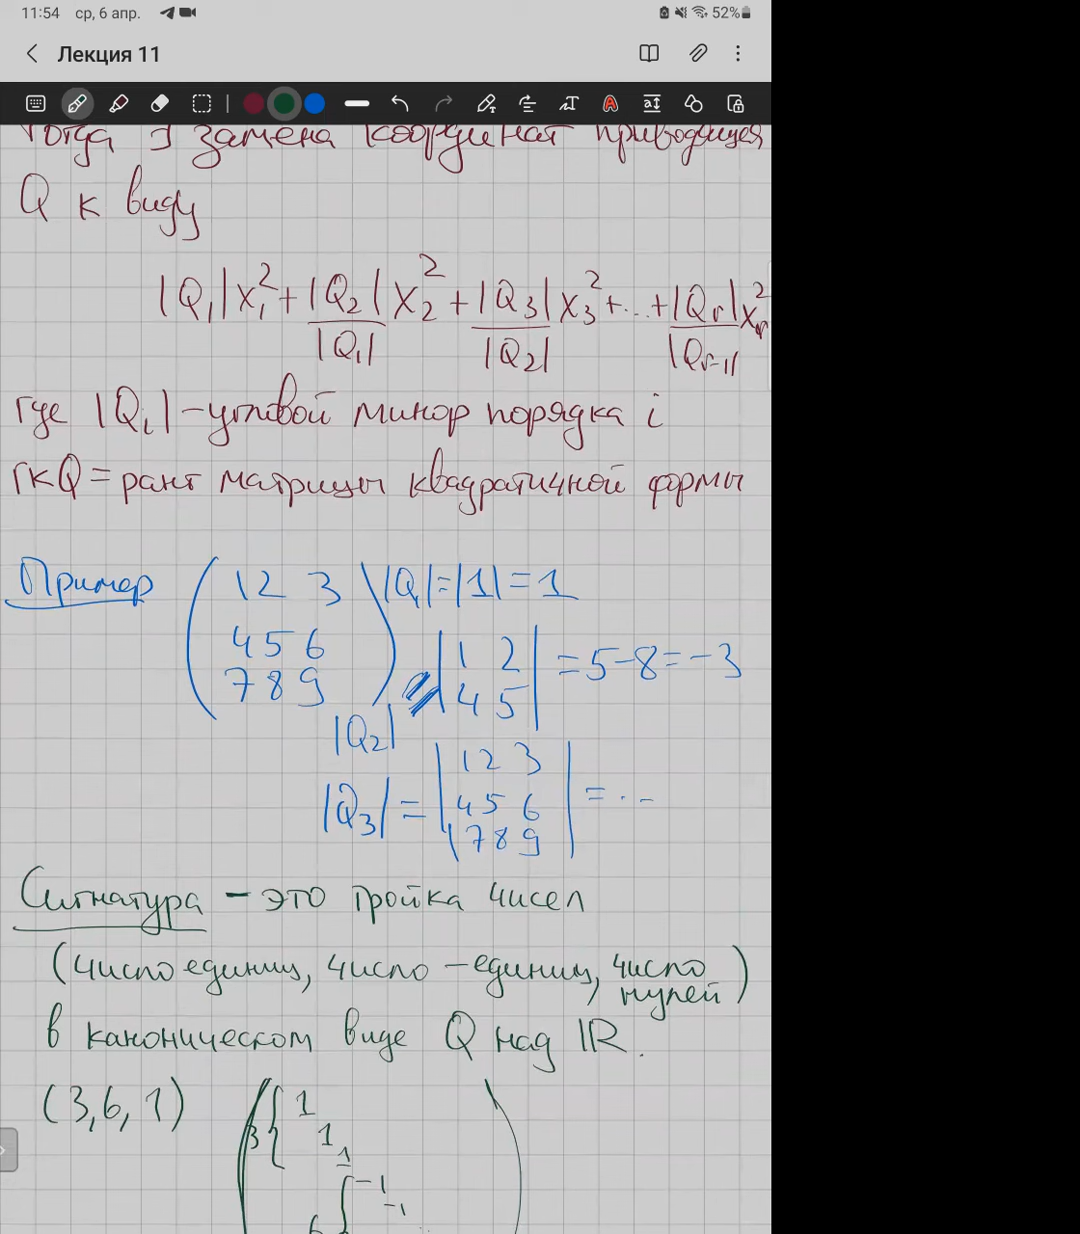 11:54 ср, 6 апр. 52%
Лекция 11
Тогда ∃ замена координат приводящая
Q к виду
|Q₁|x₁² + |Q₂|/|Q₁| x₂² + |Q₃|/|Q₂| x₃² + ... + |Qᵣ|/|Qᵣ₋₁| xᵣ²
где |Qᵢ| - угловой минор порядка i
rkQ = ранг матрицы квадратичной формы
Пример
1 2 3
4 5 6
7 8 9
|Q₁| = |1| = 1
|Q₂|
1 2
4 5
= 5 - 8 = -3
|Q₃| =
1 2 3
4 5 6
7 8 9
= ...
Сигнатура - это тройка чисел
(число единиц, число -единиц, число нулей)
в каноническом виде Q над ℝ.
(3, 6, 1)
3 { 1
1
1
6 { -1
-1